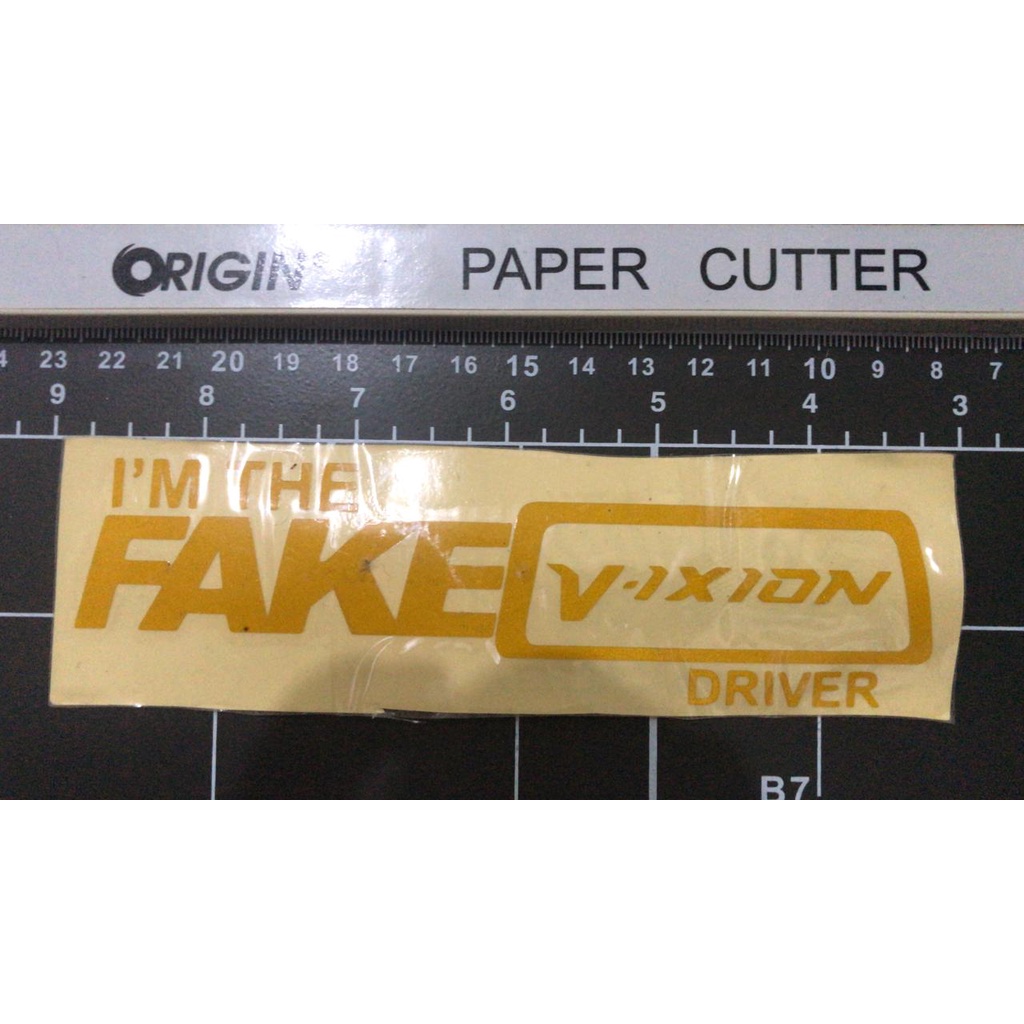 ORIGIN PAPER CUTTER
23 22 21 20 19 18 17 16 15 14 13 12 11 10 9 8 7
9 8 7 6 5 4 3
I'M THE
FAKE V-IXION
DRIVER
B7